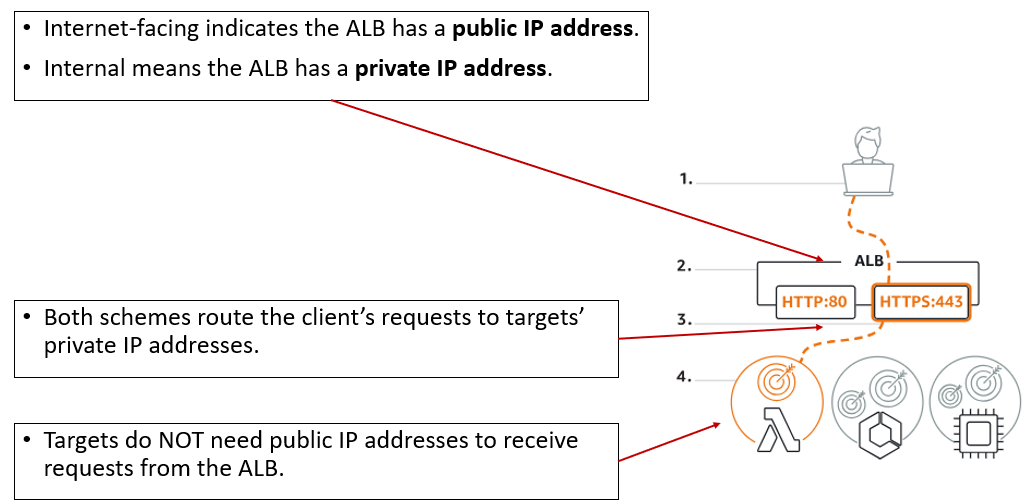 • Internet-facing indicates the ALB has a public IP address.
• Internal means the ALB has a private IP address.
1.
2.
ALB
HTTP:80
HTTPS:443
• Both schemes route the client’s requests to targets’
private IP addresses.
3.
4.
• Targets do NOT need public IP addresses to receive
requests from the ALB.